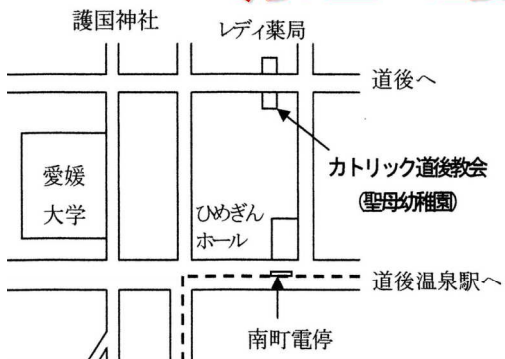 護国神社
レディ薬局
道後へ
カトリック道後教会
(聖母幼稚園)
愛媛
大学
ひめぎん
ホール
道後温泉駅へ
南町電停